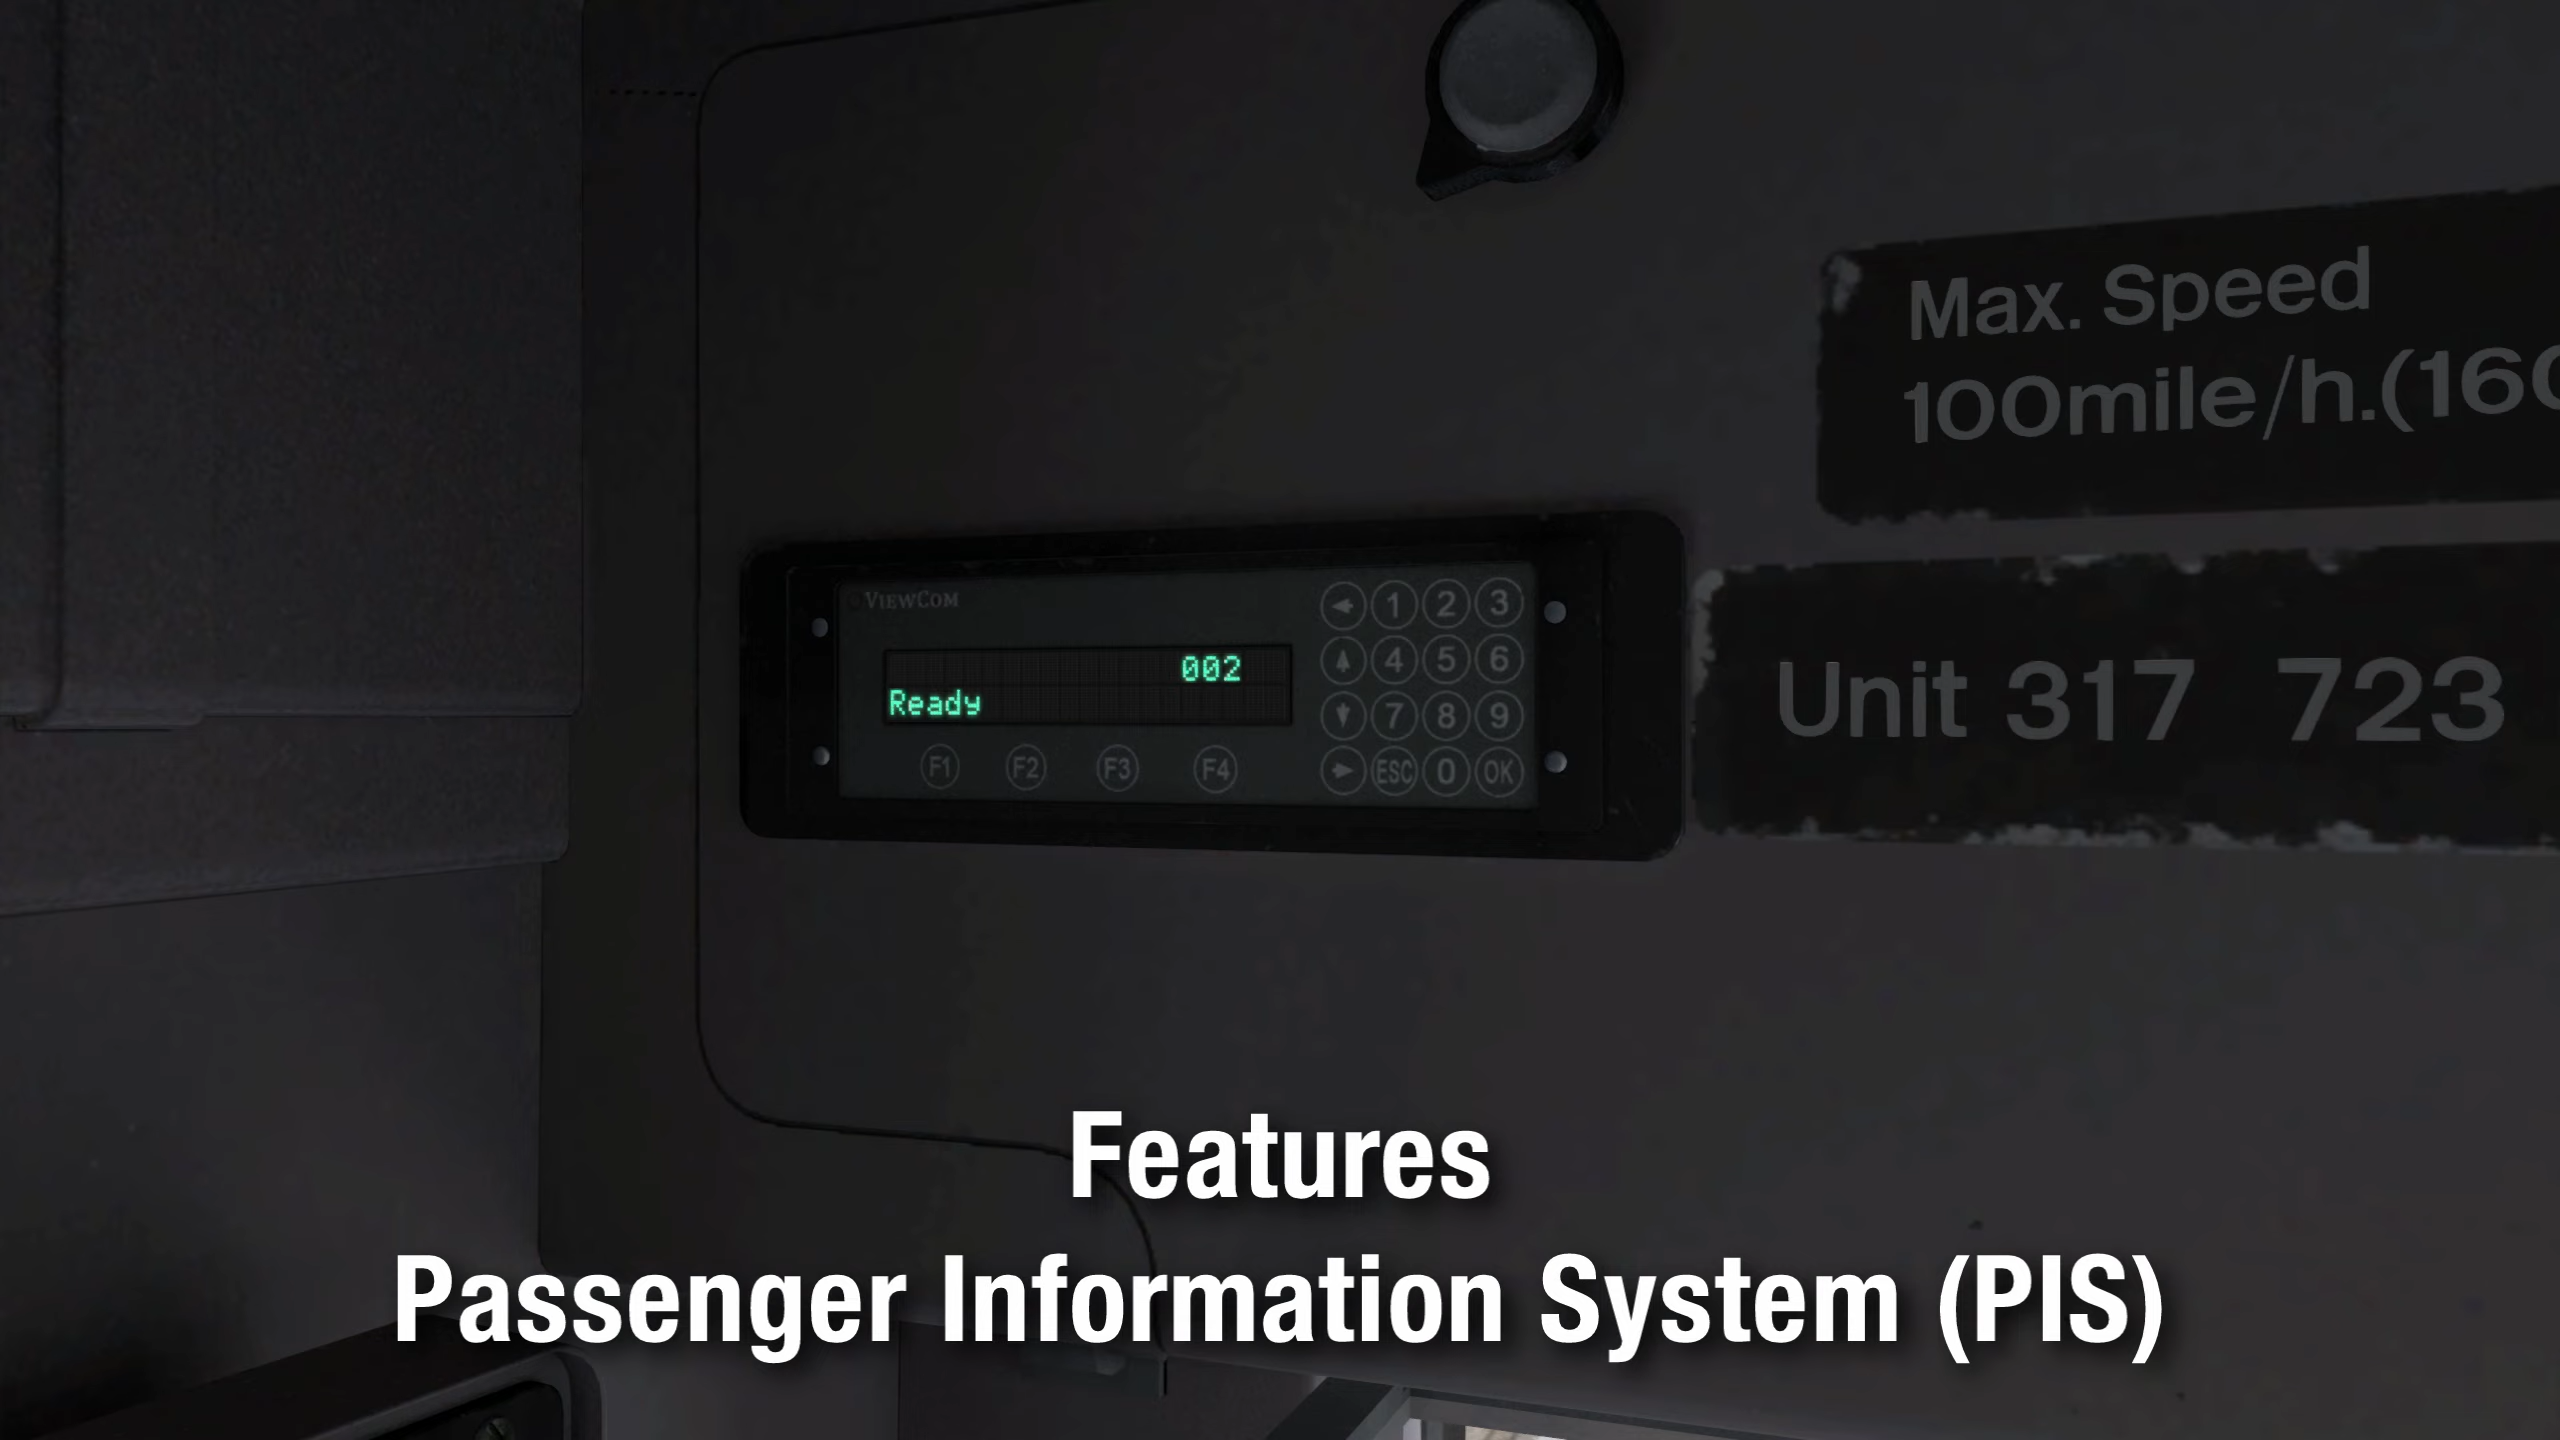 Max. Speed
100mile/h.(160
VIEWCOM
002
Ready
F1 F2 F3 F4
1 2 3
4 5 6
7 8 9
ESC 0 OK
Unit 317 723
Features
Passenger Information System (PIS)